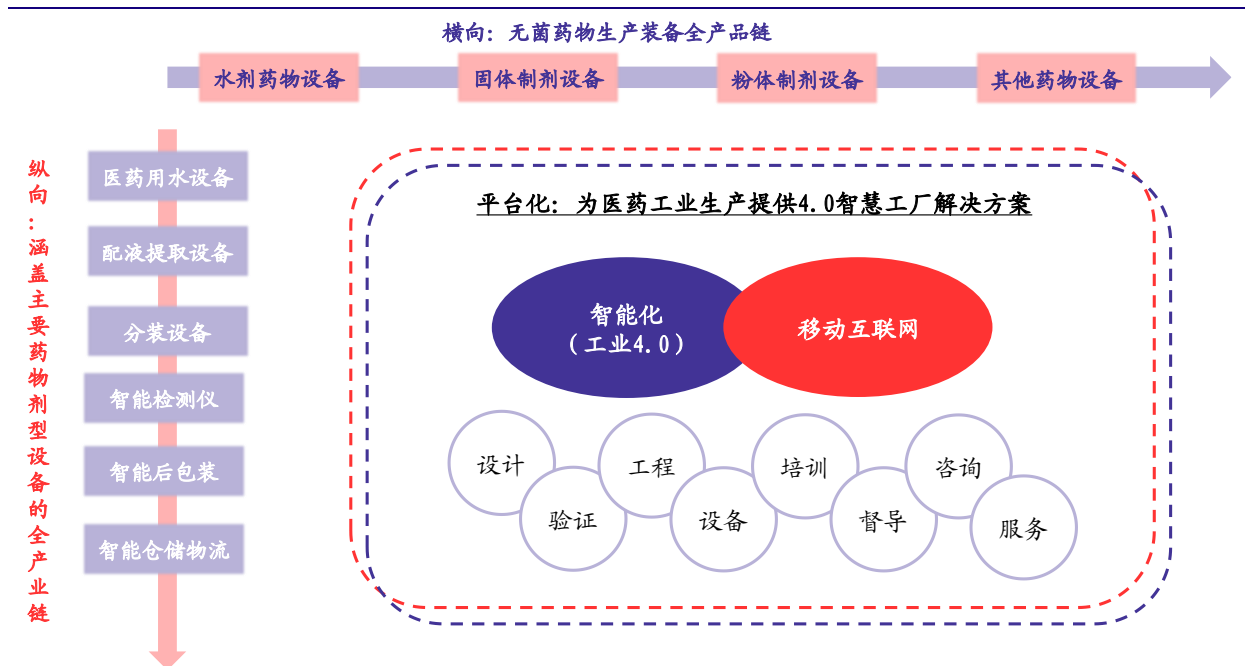 横向：无菌药物生产装备全产品链
水剂药物设备
固体制剂设备
粉体制剂设备
其他药物设备
纵向：涵盖主要药物剂型设备的全产业链
医药用水设备
配液提取设备
分装设备
智能检测仪
智能后包装
智能仓储物流
平台化：为医药工业生产提供4.0智慧工厂解决方案
智能化
（工业4.0）
移动互联网
设计
验证
工程
设备
培训
督导
咨询
服务